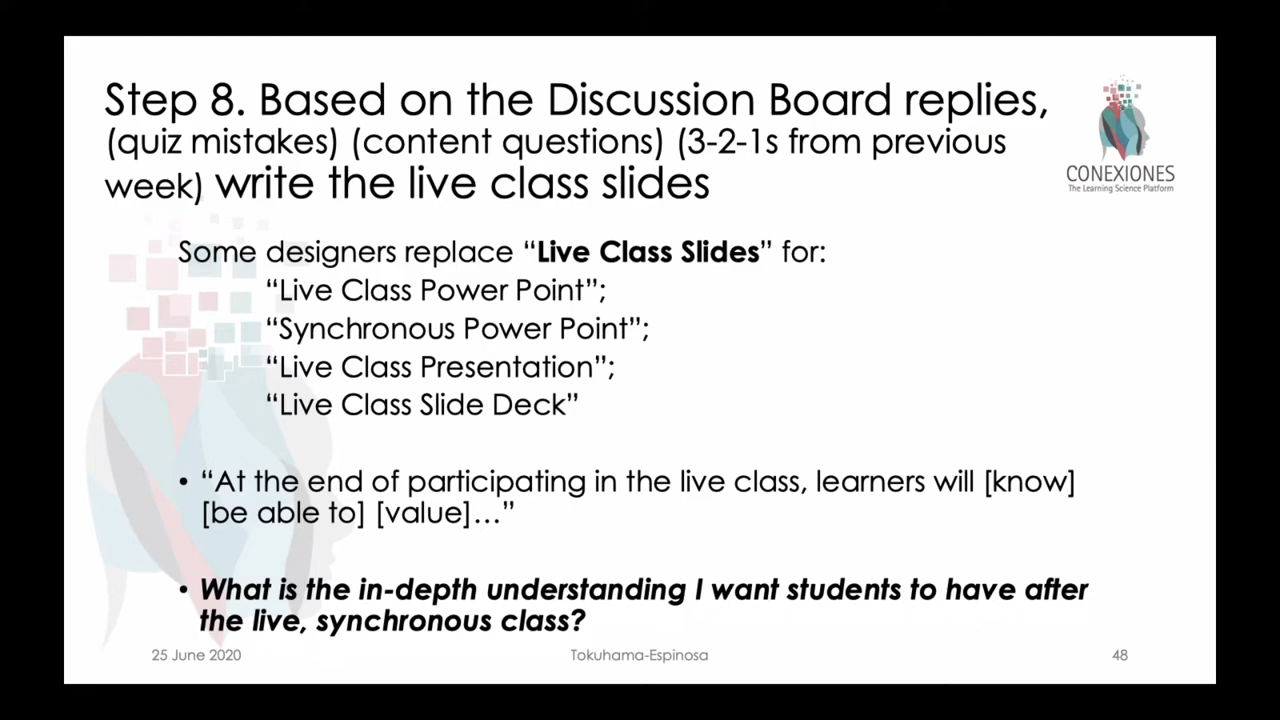 Step 8. Based on the Discussion Board replies,
(quiz mistakes) (content questions) (3-2-1s from previous
week) write the live class slides
CONEXIONES
The Learning Science Platform
Some designers replace “Live Class Slides” for:
“Live Class Power Point”;
“Synchronous Power Point”;
“Live Class Presentation”;
“Live Class Slide Deck”
• “At the end of participating in the live class, learners will [know]
[be able to] [value]…”
• What is the in-depth understanding I want students to have after
the live, synchronous class?
25 June 2020
Tokuhama-Espinosa
48